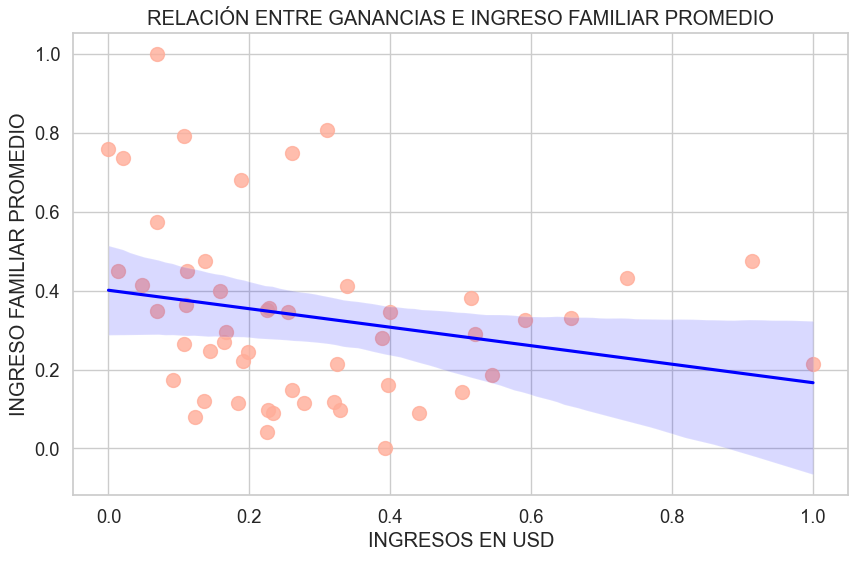 RELACIÓN ENTRE GANANCIAS E INGRESO FAMILIAR PROMEDIO
INGRESO FAMILIAR PROMEDIO
1.0
0.8
0.6
0.4
0.2
0.0
0.0 0.2 0.4 0.6 0.8 1.0
INGRESOS EN USD